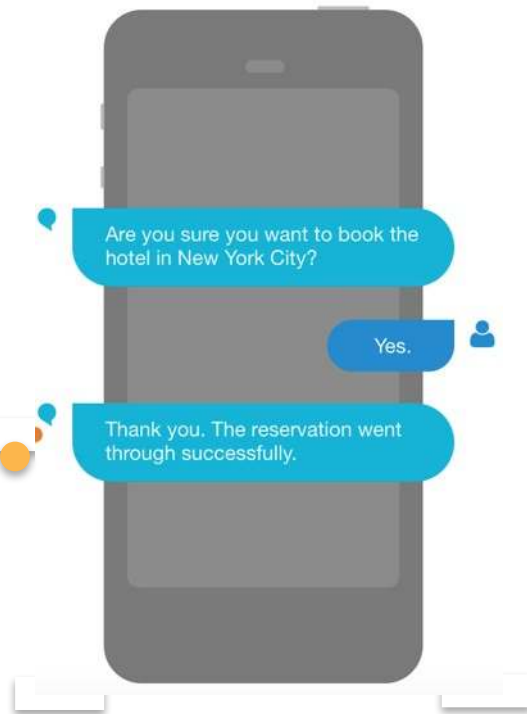 Are you sure you want to book the
hotel in New York City?
Yes.
Thank you. The reservation went
through successfully.